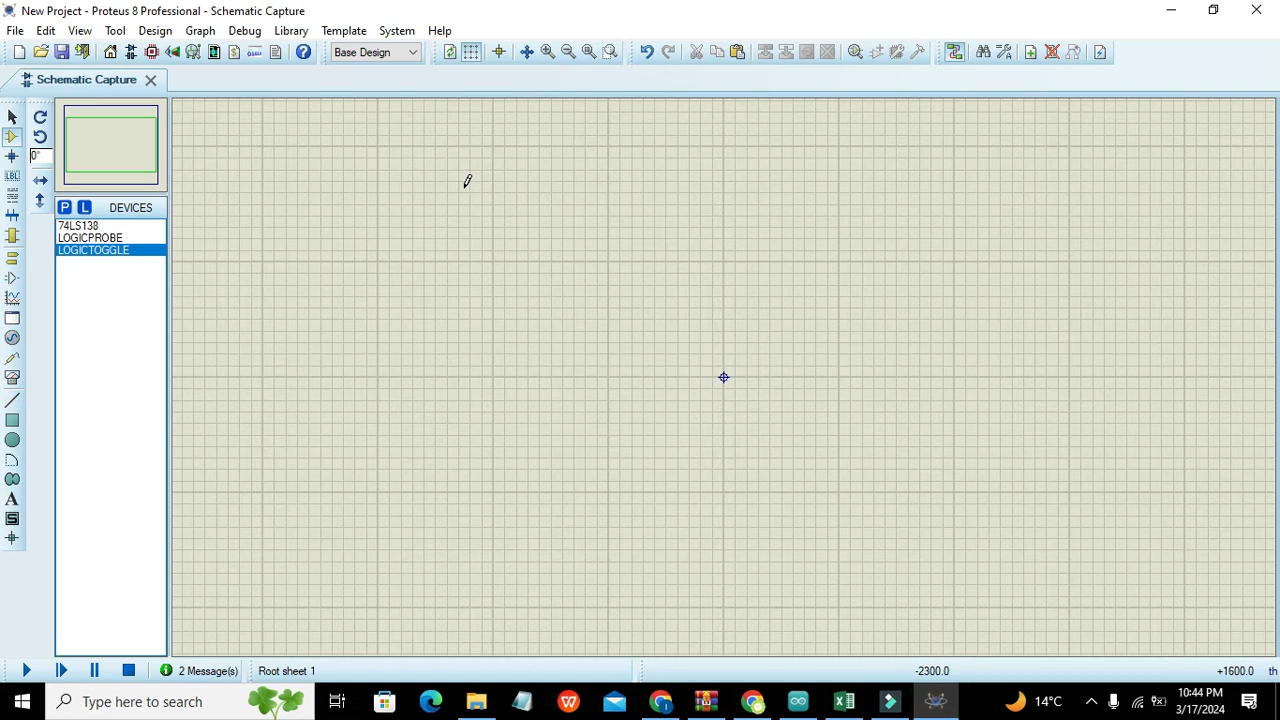 New Project - Proteus 8 Professional - Schematic Capture
File Edit View Tool Design Graph Debug Library Template System Help
Base Design
Schematic Capture
0°
P L DEVICES
74LS138
LOGICPROBE
LOGICTOGGLE
LBL
A
S
2 Message(s) Root sheet 1 -2300.0 +1600.0 th
Type here to search
14°C
10:44 PM
3/17/2024